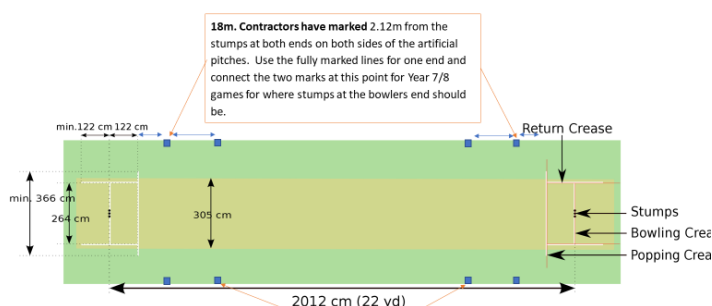 18m. Contractors have marked 2.12m from the
stumps at both ends on both sides of the artificial
pitches. Use the fully marked lines for one end and
connect the two marks at this point for Year 7/8
games for where stumps at the bowlers end should
be.
min.122 cm 122 cm
Return Crease
min. 366 cm
264 cm
305 cm
Stumps
Bowling Crea
Popping Crea
2012 cm (22 yd)